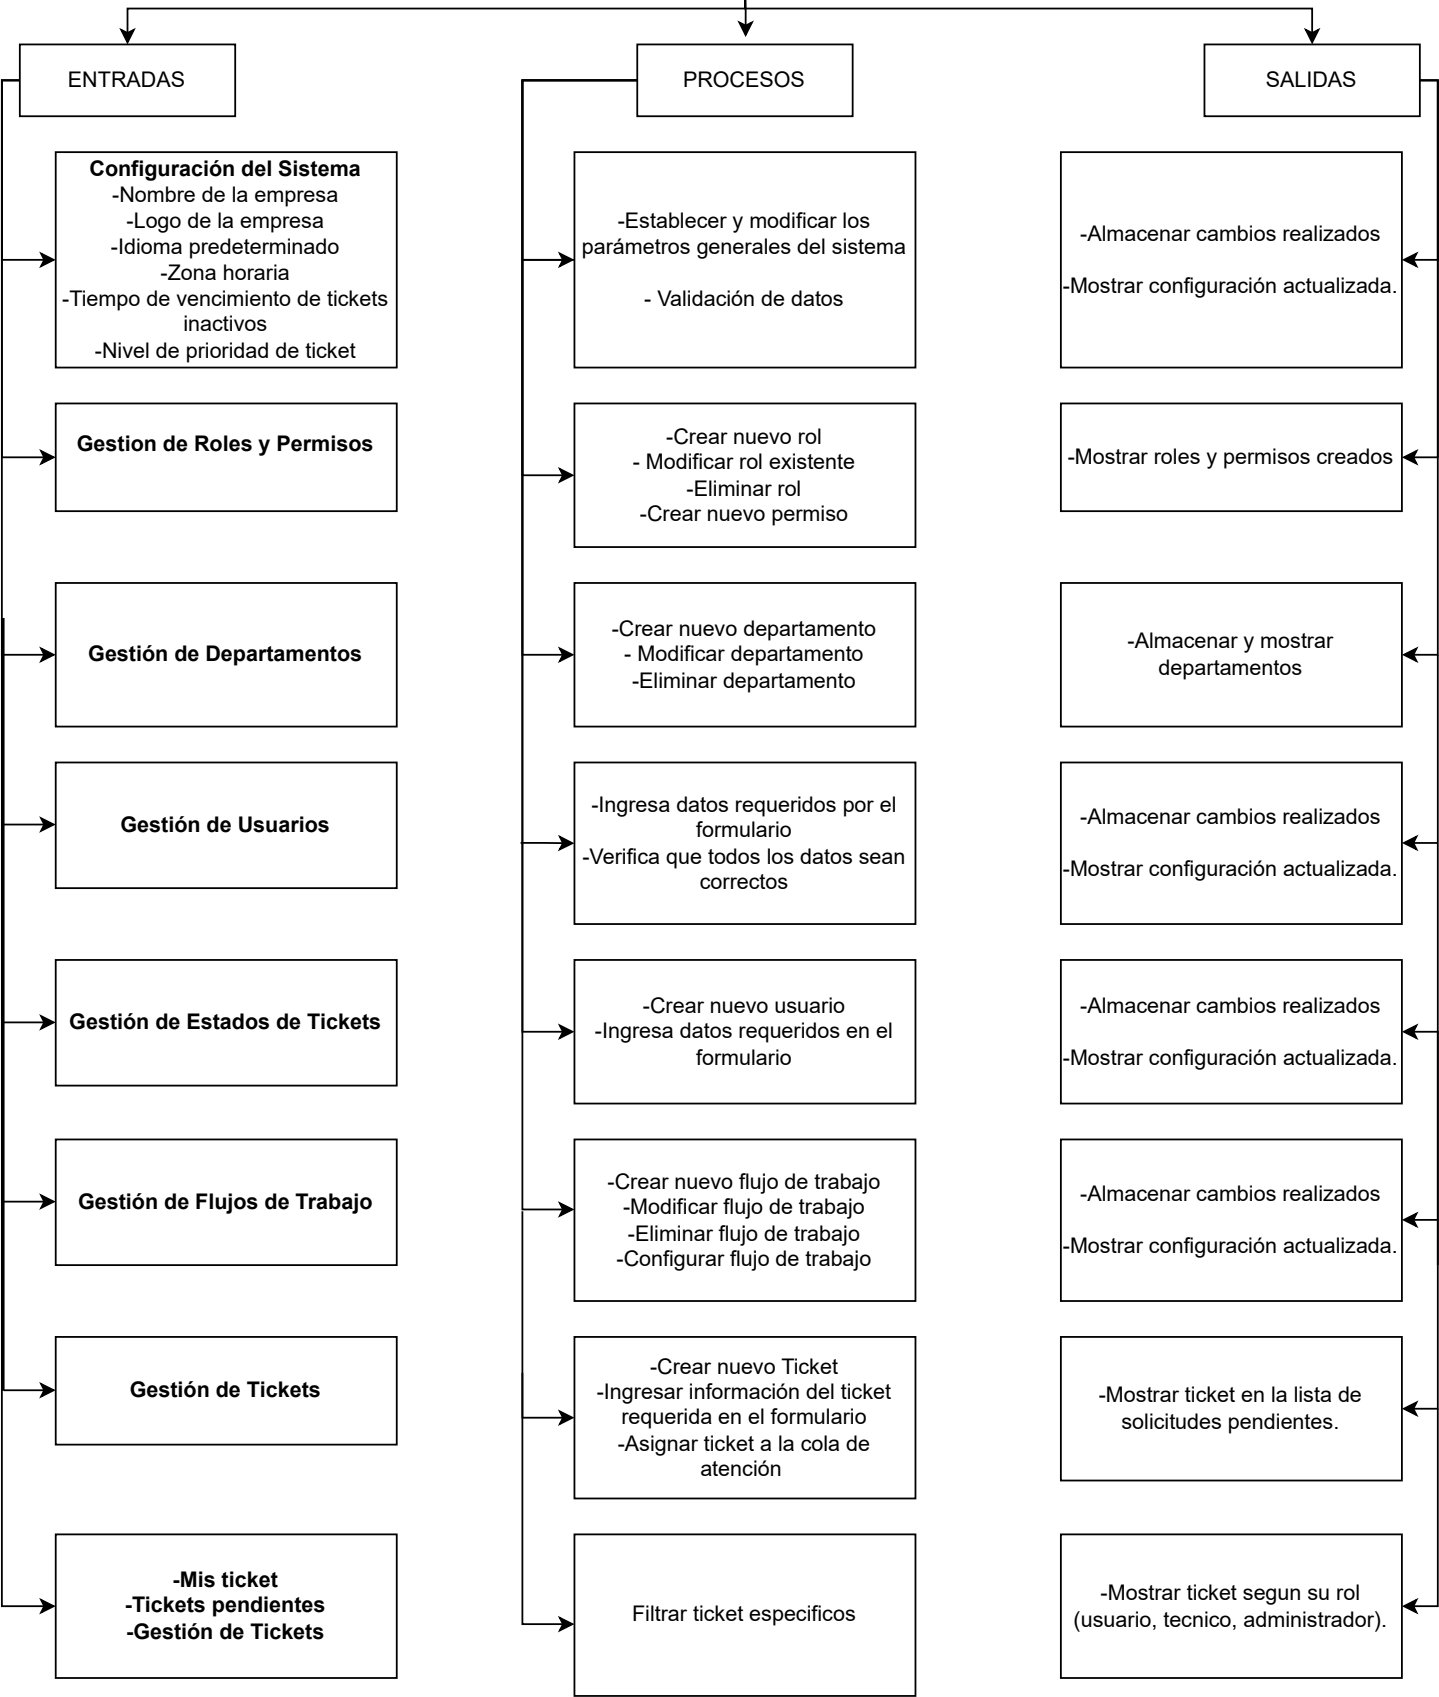 ENTRADAS
PROCESOS
SALIDAS
Configuración del Sistema
-Nombre de la empresa
-Logo de la empresa
-Idioma predeterminado
-Zona horaria
-Tiempo de vencimiento de tickets
inactivos
-Nivel de prioridad de ticket
-Establecer y modificar los
parámetros generales del sistema
- Validación de datos
-Almacenar cambios realizados
-Mostrar configuración actualizada.
Gestion de Roles y Permisos
-Crear nuevo rol
- Modificar rol existente
-Eliminar rol
-Crear nuevo permiso
-Mostrar roles y permisos creados
Gestión de Departamentos
-Crear nuevo departamento
- Modificar departamento
-Eliminar departamento
-Almacenar y mostrar
departamentos
Gestión de Usuarios
-Ingresa datos requeridos por el
formulario
-Verifica que todos los datos sean
correctos
-Almacenar cambios realizados
-Mostrar configuración actualizada.
Gestión de Estados de Tickets
-Crear nuevo usuario
-Ingresa datos requeridos en el
formulario
-Almacenar cambios realizados
-Mostrar configuración actualizada.
Gestión de Flujos de Trabajo
-Crear nuevo flujo de trabajo
-Modificar flujo de trabajo
-Eliminar flujo de trabajo
-Configurar flujo de trabajo
-Almacenar cambios realizados
-Mostrar configuración actualizada.
Gestión de Tickets
-Crear nuevo Ticket
-Ingresar información del ticket
requerida en el formulario
-Asignar ticket a la cola de
atención
-Mostrar ticket en la lista de
solicitudes pendientes.
-Mis ticket
-Tickets pendientes
-Gestión de Tickets
Filtrar ticket especificos
-Mostrar ticket segun su rol
(usuario, tecnico, administrador).